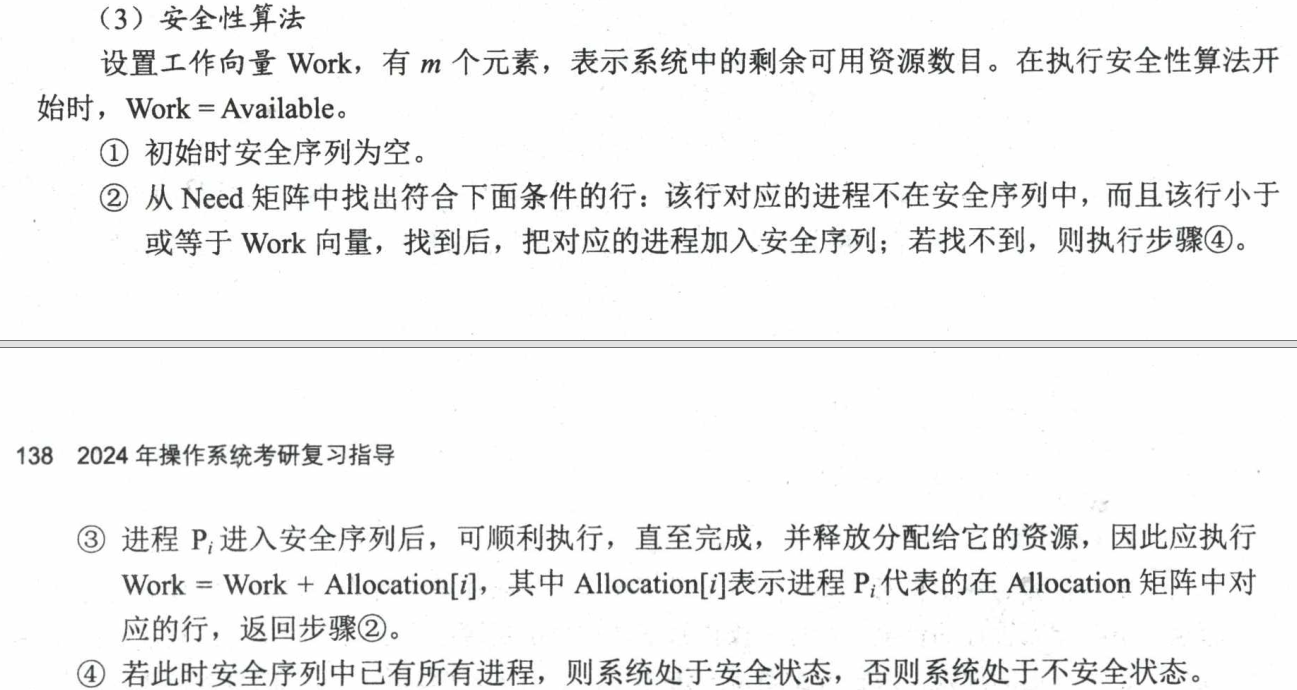 （3）安全性算法
设置工作向量 Work，有 m 个元素，表示系统中的剩余可用资源数目。在执行安全性算法开
始时，Work = Available。
① 初始时安全序列为空。
② 从 Need 矩阵中找出符合下面条件的行：该行对应的进程不在安全序列中，而且该行小于
或等于 Work 向量，找到后，把对应的进程加入安全序列；若找不到，则执行步骤④。
138 2024 年操作系统考研复习指导
③ 进程 Pi 进入安全序列后，可顺利执行，直至完成，并释放分配给它的资源，因此应执行
Work = Work + Allocation[i]，其中 Allocation[i]表示进程 Pi 代表的在 Allocation 矩阵中对
应的行，返回步骤②。
④ 若此时安全序列中已有所有进程，则系统处于安全状态，否则系统处于不安全状态。